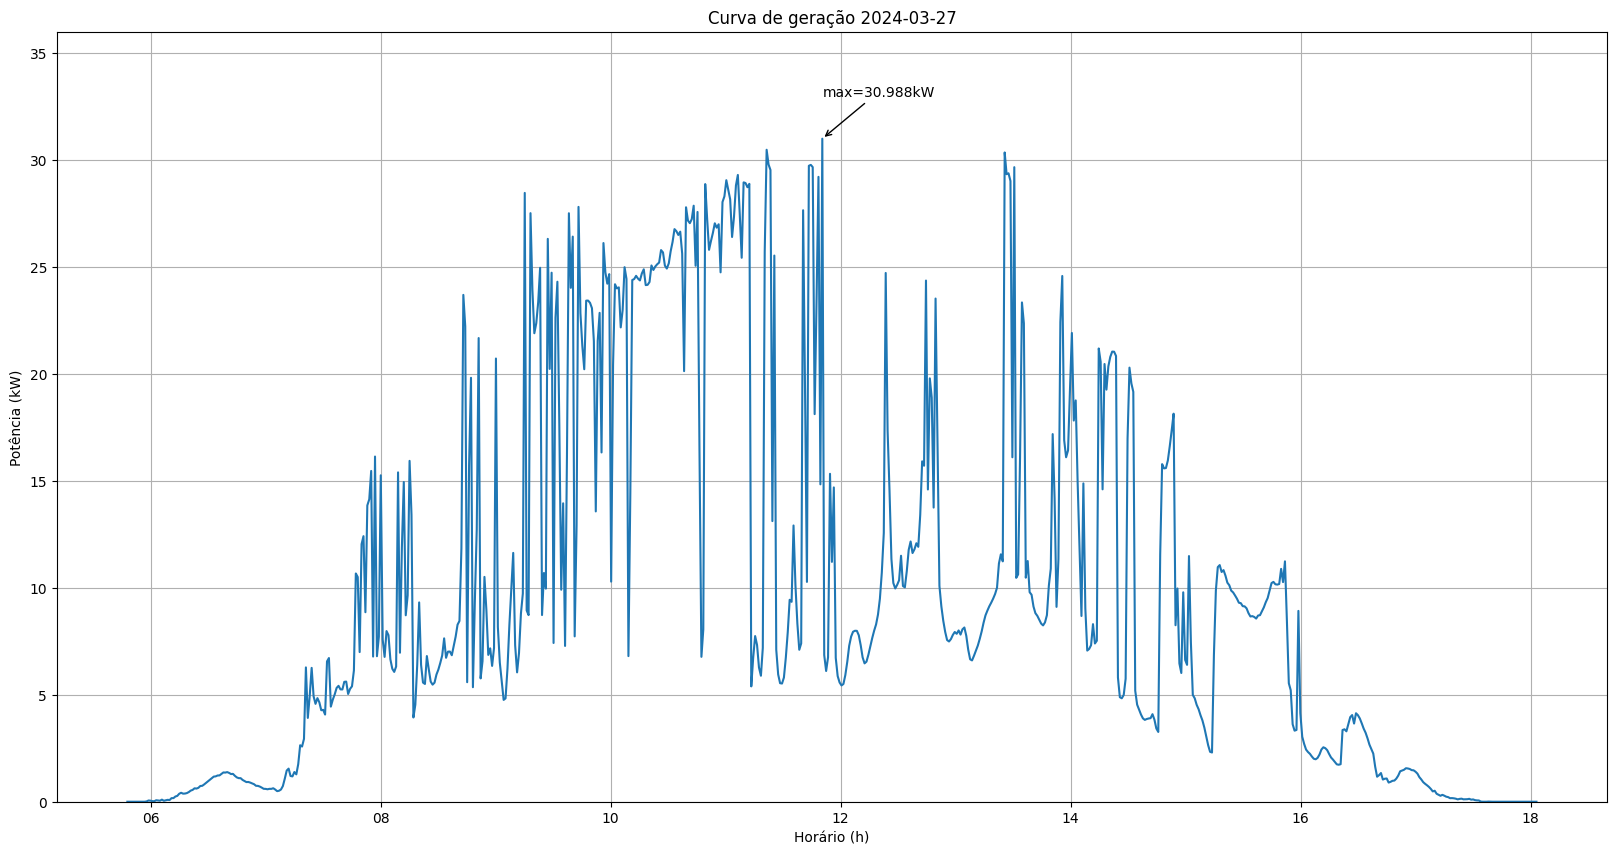 Curva de geração 2024-03-27
35
max=30.988kW
30
25
20
Potência (kW)
15
10
5
0
06 08 10 12 14 16 18
Horário (h)